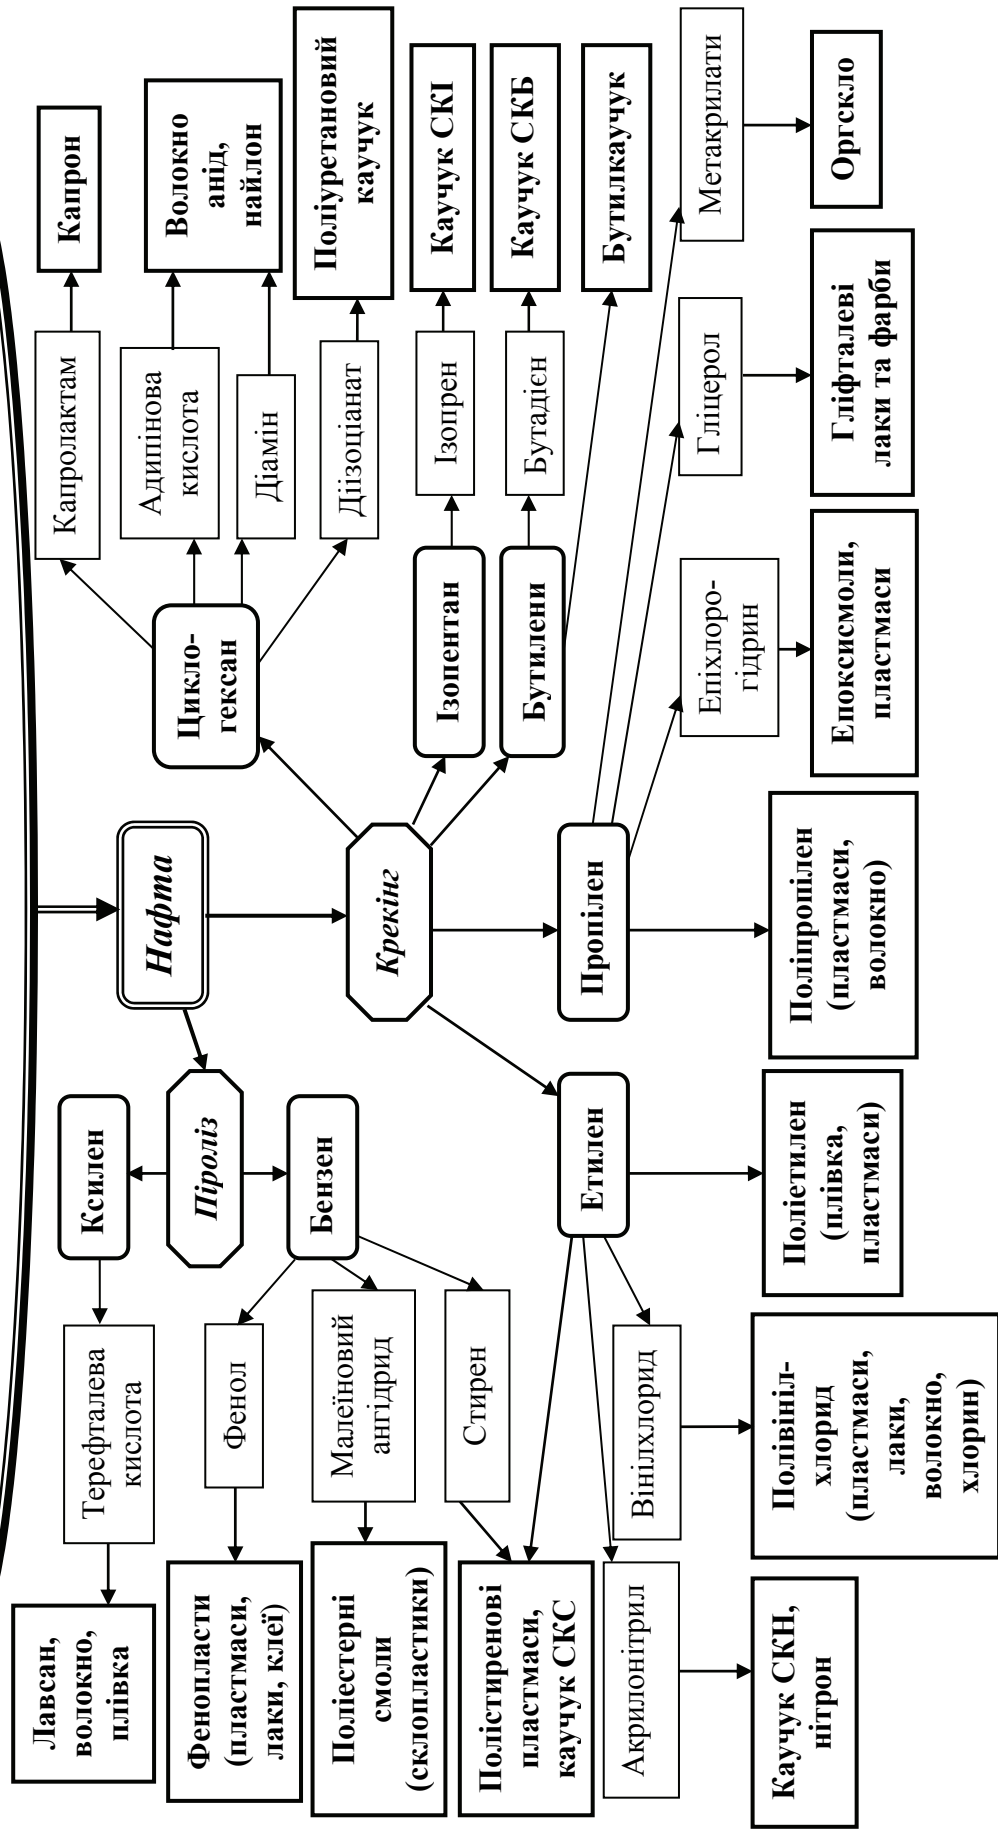 Нафта
Піроліз
Крекінг
Ксилен
Бензен
Терефталева
кислота
Лавсан,
волокно,
плівка
Фенол
Фенопласти
(пластмаси,
лаки, клеї)
Малеїновий
ангідрид
Поліестерні
смоли
(склопластики)
Стирен
Полістиренові
пластмаси,
каучук СКС
Цикло-
гексан
Капролактам
Капрон
Адипінова
кислота
Діамін
Волокно
анід,
найлон
Діізоціанат
Поліуретановий
каучук
Ізопентан
Ізопрен
Каучук СКІ
Бутилени
Бутадієн
Каучук СКБ
Бутилкаучук
Етилен
Акрилонітрил
Каучук СКН,
нітрон
Вінілхлорид
Полівініл-
хлорид
(пластмаси,
лаки,
волокно,
хлорин)
Поліетилен
(плівка,
пластмаси)
Пропілен
Поліпропілен
(пластмаси,
волокно)
Епіхлоро-
гідрин
Епоксисмоли,
пластмаси
Гліцерол
Гліфталеві
лаки та фарби
Метакрилати
Оргскло